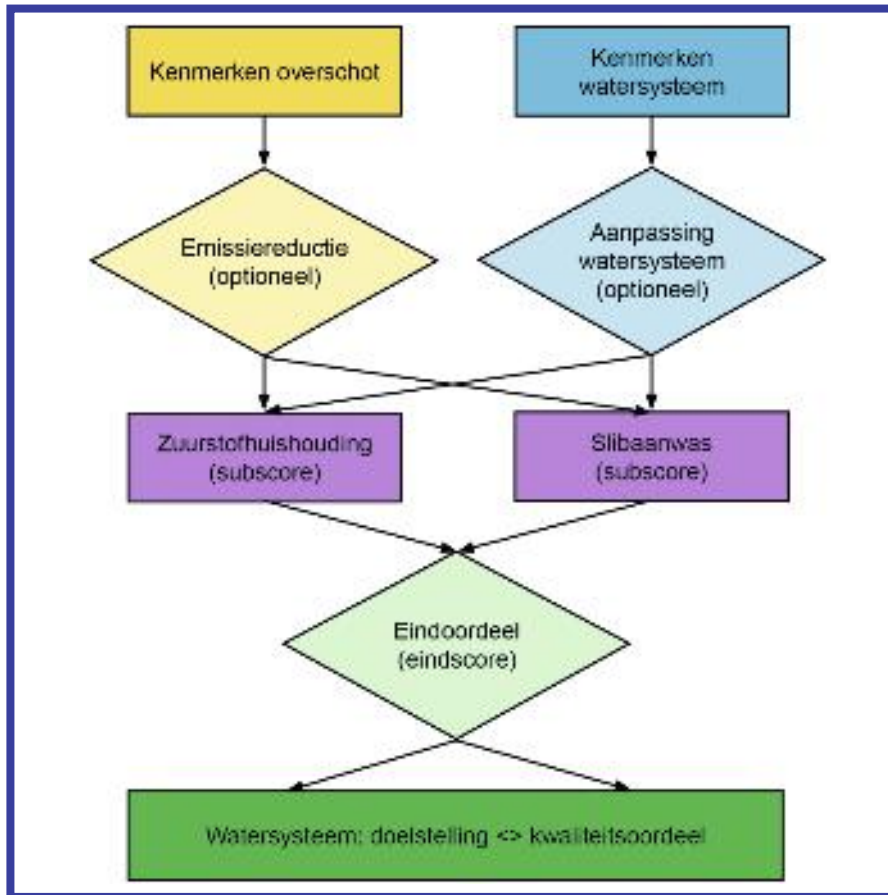 Kenmerken overschot
Kenmerken
watersysteem
Emissiereductie
(optioneel)
Aanpassing
watersysteem
(optioneel)
Zuurstofhuishouding
(subscore)
Slibaanwas
(subscore)
Eindoordeel
(eindscore)
Watersysteem: doelstelling <> kwaliteitsoordeel